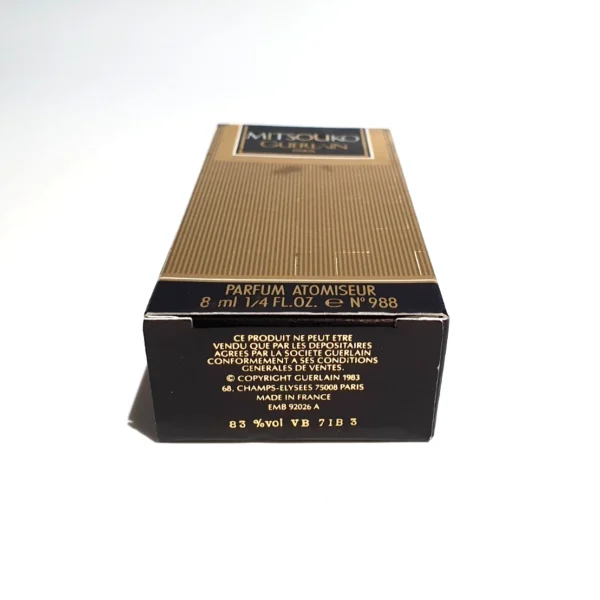 MITSOUKO
GUERLAIN
PARIS
PARFUM ATOMISEUR
8 ml 1/4 FL.OZ. ℮ Nº 988
CE PRODUIT NE PEUT ETRE
VENDU QUE PAR LES DEPOSITAIRES
AGREES PAR LA SOCIETE GUERLAIN
CONFORMEMENT A SES CONDITIONS
GENERALES DE VENTES.
© COPYRIGHT GUERLAIN 1983
68, CHAMPS-ELYSEES 75008 PARIS
MADE IN FRANCE
EMB 92026 A
83 %vol VB 71B 3